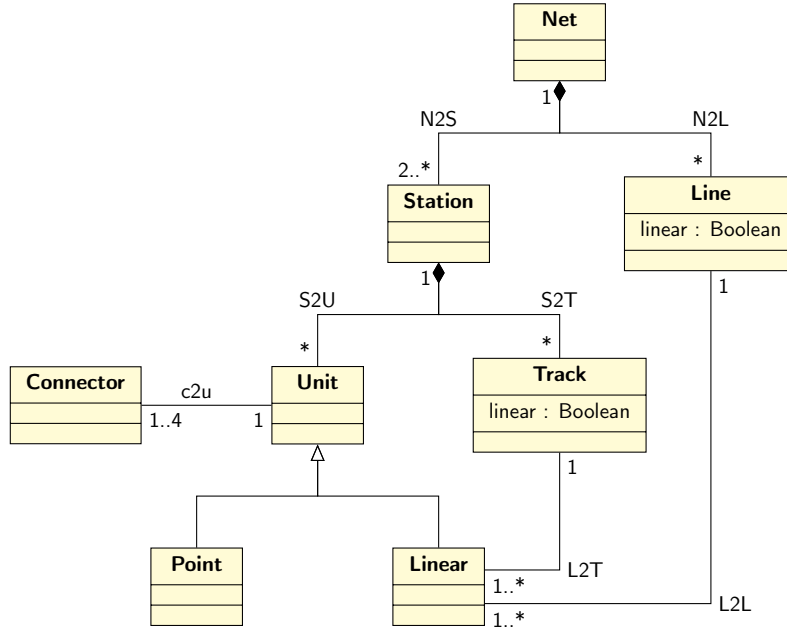 Net
1
N2S
N2L
2..*
*
Station
Line
linear : Boolean
1
1
S2U
S2T
*
*
Connector
c2u
Unit
Track
linear : Boolean
1..4
1
1
Point
Linear
L2T
1..*
L2L
1..*